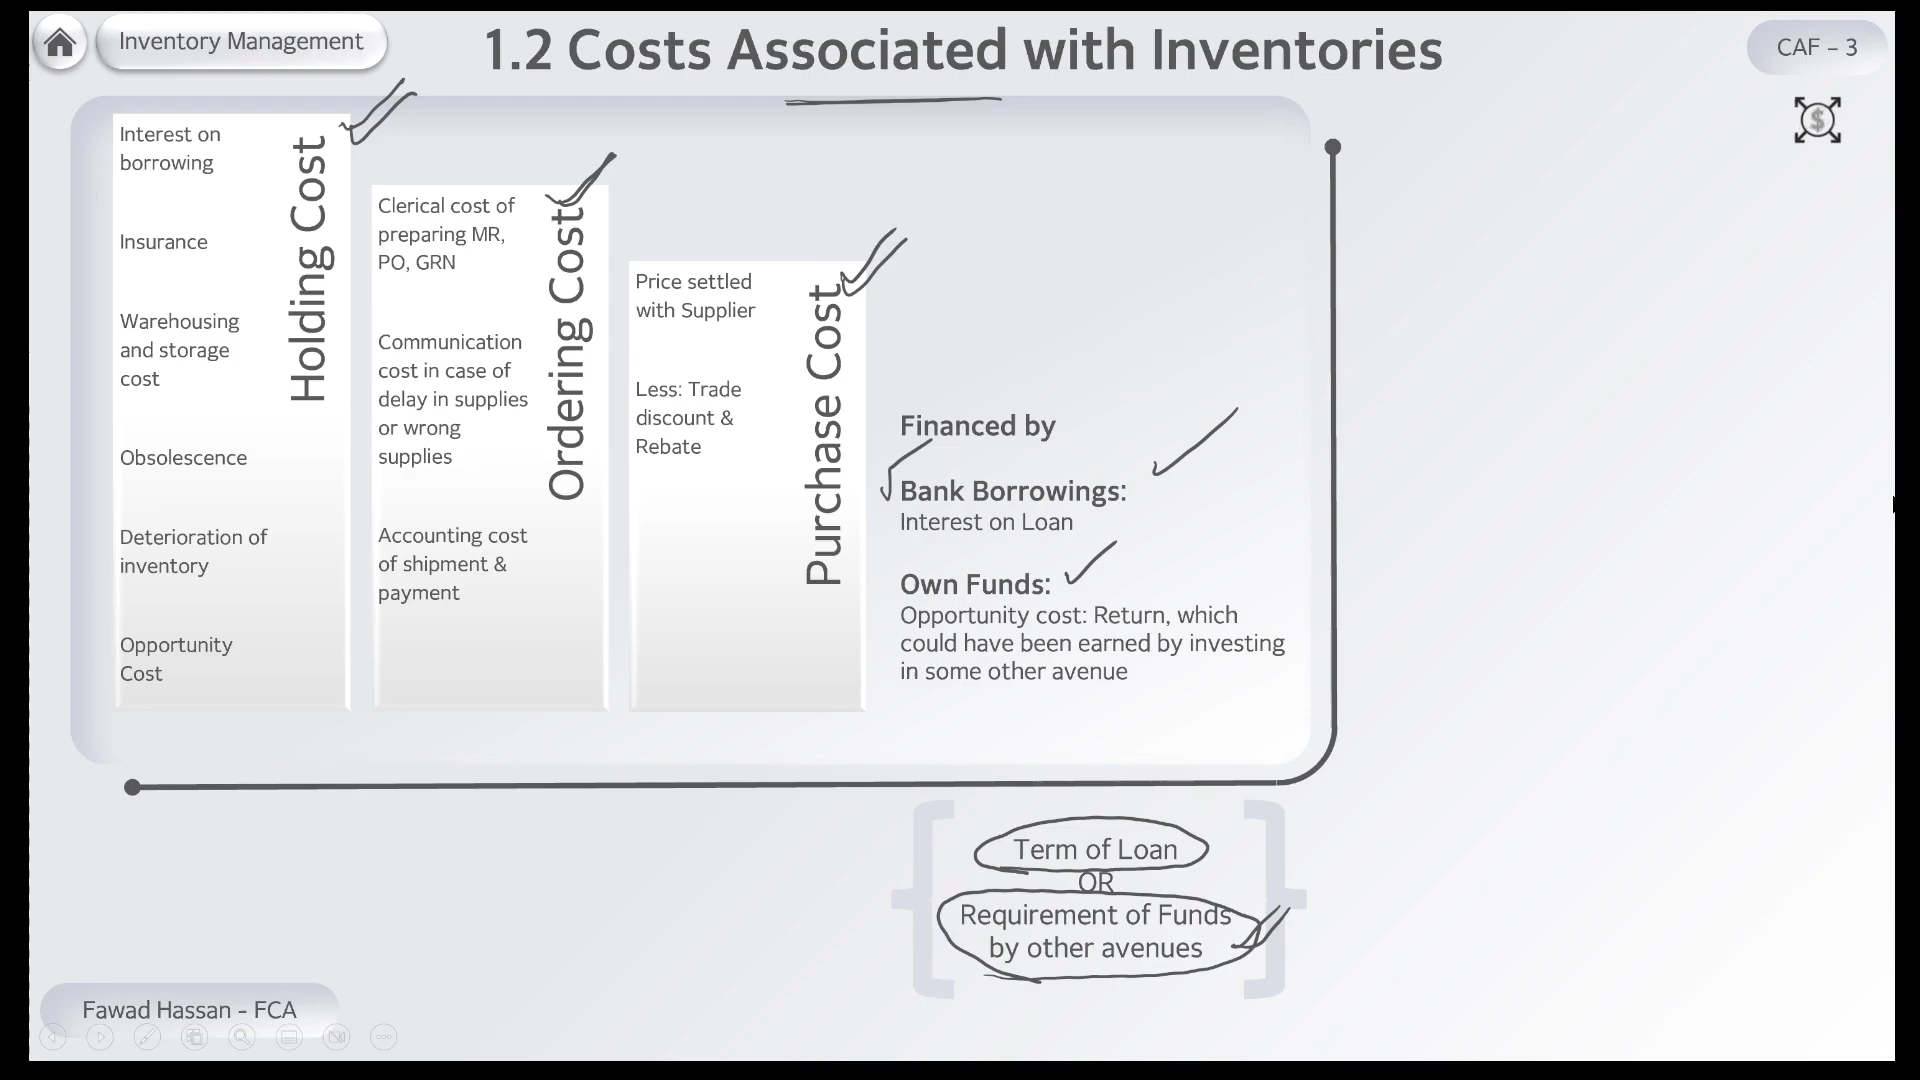 Inventory Management
1.2 Costs Associated with Inventories
CAF – 3
Interest on
borrowing
Insurance
Warehousing
and storage
cost
Obsolescence
Deterioration of
inventory
Opportunity
Cost
Holding Cost
Clerical cost of
preparing MR,
PO, GRN
Communication
cost in case of
delay in supplies
or wrong
supplies
Accounting cost
of shipment &
payment
Ordering Cost
Price settled
with Supplier
Less: Trade
discount &
Rebate
Purchase Cost
Financed by
Bank Borrowings:
Interest on Loan
Own Funds:
Opportunity cost: Return, which
could have been earned by investing
in some other avenue
Term of Loan
OR
Requirement of Funds
by other avenues
Fawad Hassan - FCA
$